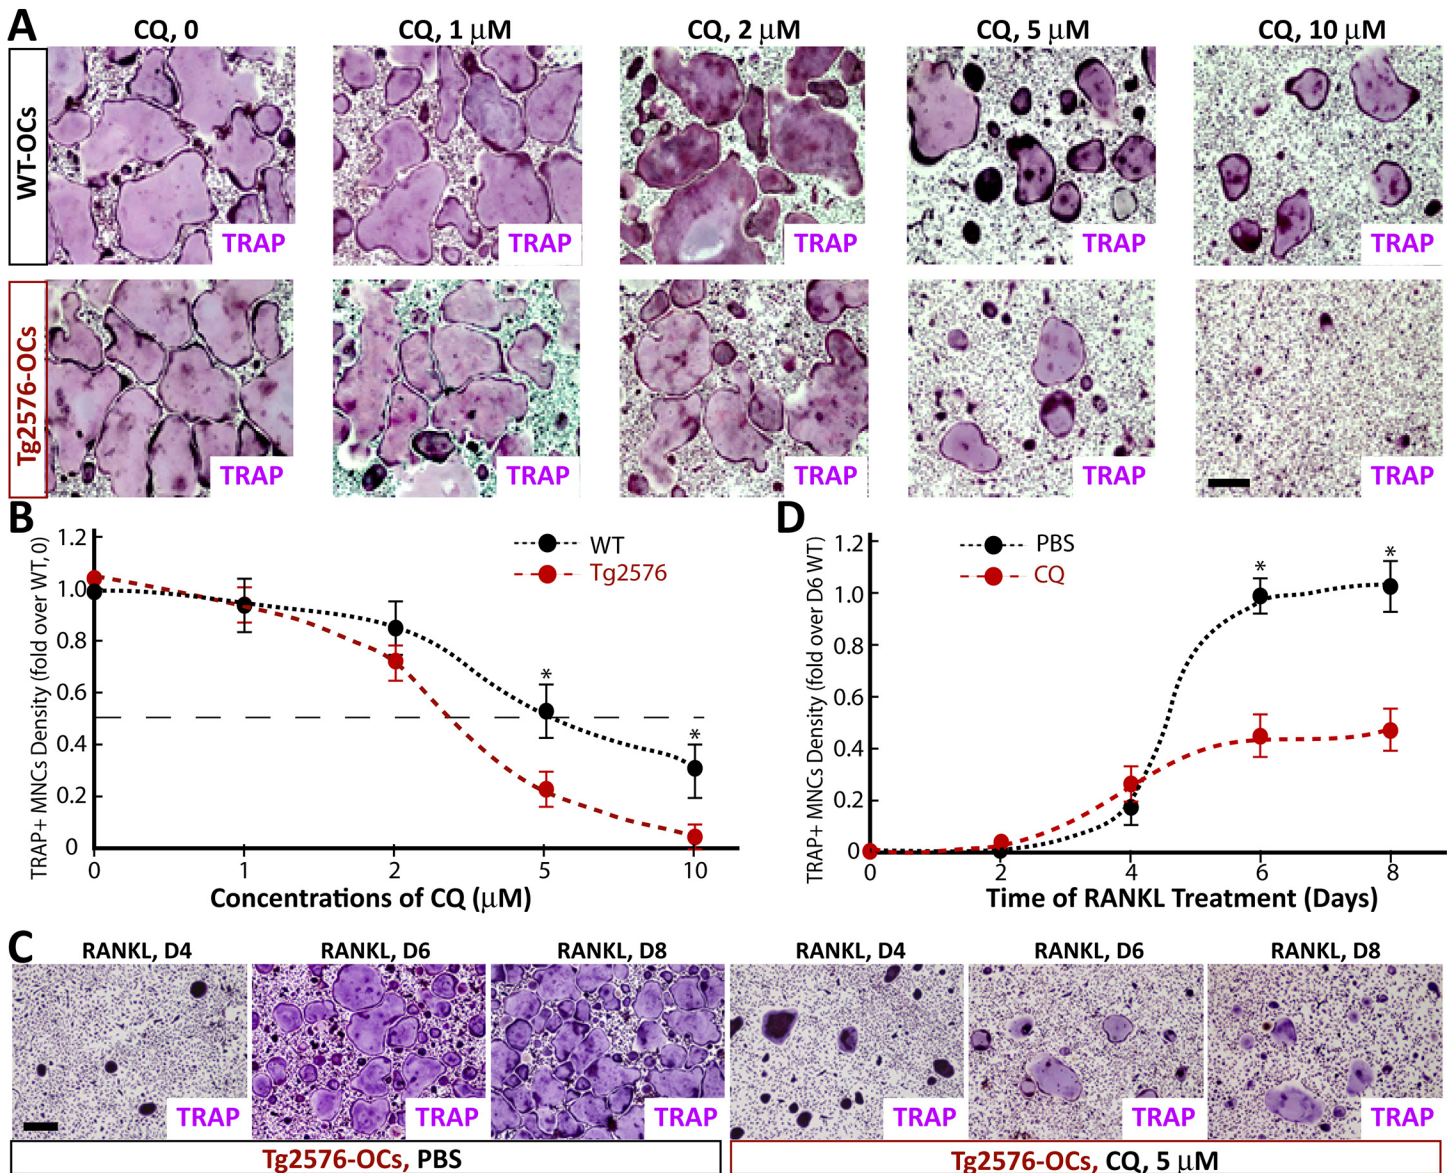 A
CQ, 0
CQ, 1 μM
CQ, 2 μM
CQ, 5 μM
CQ, 10 μM
WT-OCs
TRAP
TRAP
TRAP
TRAP
TRAP
Tg2576-OCs
TRAP
TRAP
TRAP
TRAP
TRAP
B
TRAP+ MNCs Density (fold over WT, 0)
1.2
1.0
0.8
0.6
0.4
0.2
0
WT
Tg2576
*
*
0
1
2
5
10
Concentrations of CQ (μM)
D
TRAP+ MNCs Density (fold over D6 WT)
1.2
1.0
0.8
0.6
0.4
0.2
0
PBS
CQ
*
*
0
2
4
6
8
Time of RANKL Treatment (Days)
C
RANKL, D4
RANKL, D6
RANKL, D8
RANKL, D4
RANKL, D6
RANKL, D8
TRAP
TRAP
TRAP
TRAP
TRAP
TRAP
Tg2576-OCs, PBS
Tg2576-OCs, CQ, 5 μM